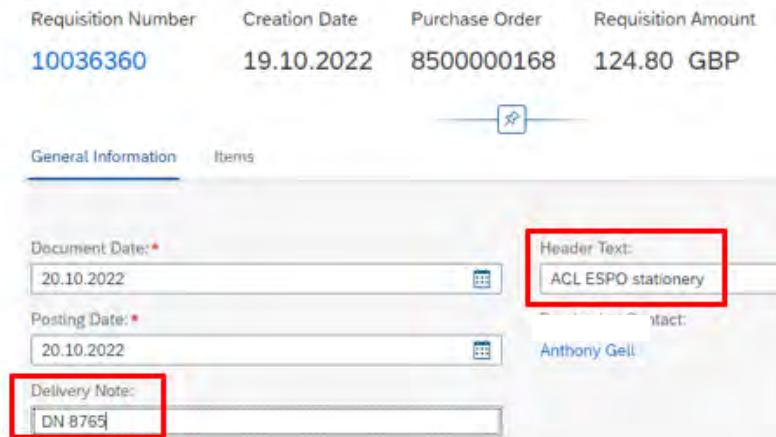 Requisition Number Creation Date Purchase Order Requisition Amount
10036360 19.10.2022 8500000168 124.80 GBP
General Information Items
Document Date:*
20.10.2022
Header Text:
ACL ESPO stationery
Posting Date:*
20.10.2022
Contact:
Anthony Gell
Delivery Note:
DN 8765